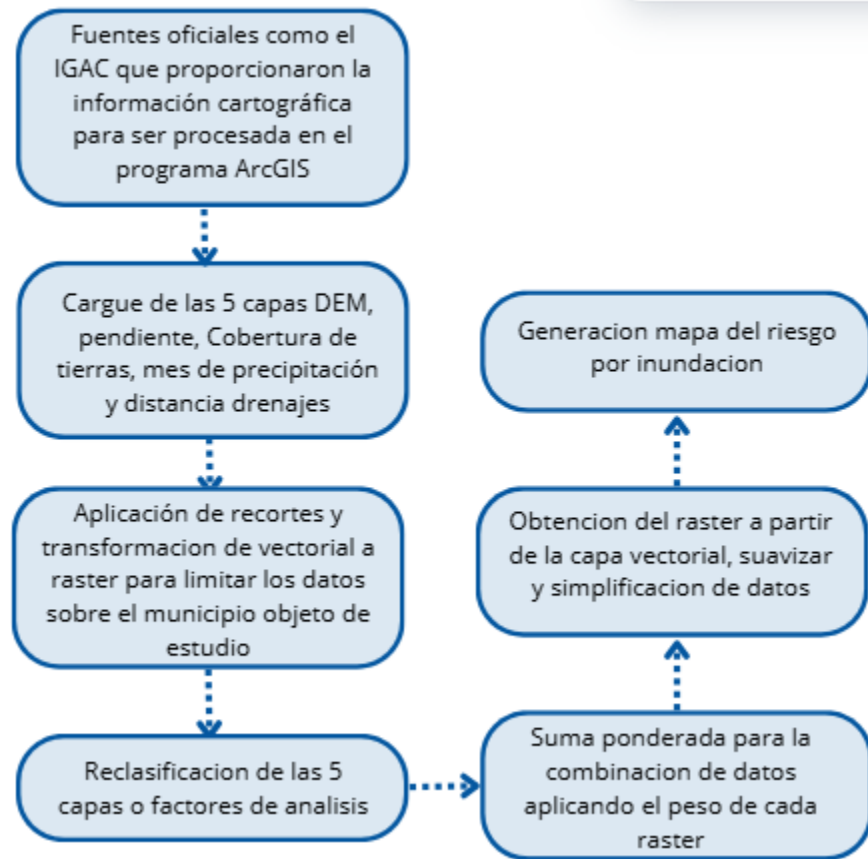 Fuentes oficiales como el
IGAC que proporcionaron la
información cartográfica
para ser procesada en el
programa ArcGIS
Cargue de las 5 capas DEM,
pendiente, Cobertura de
tierras, mes de precipitación
y distancia drenajes
Aplicación de recortes y
transformacion de vectorial a
raster para limitar los datos
sobre el municipio objeto de
estudio
Reclasificacion de las 5
capas o factores de analisis
Suma ponderada para la
combinacion de datos
aplicando el peso de cada
raster
Obtencion del raster a partir
de la capa vectorial, suavizar
y simplificacion de datos
Generacion mapa del riesgo
por inundacion